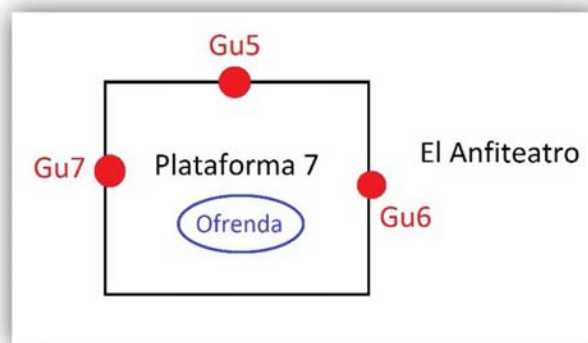 Gu5
Gu7
Plataforma 7
El Anfiteatro
Ofrenda
Gu6